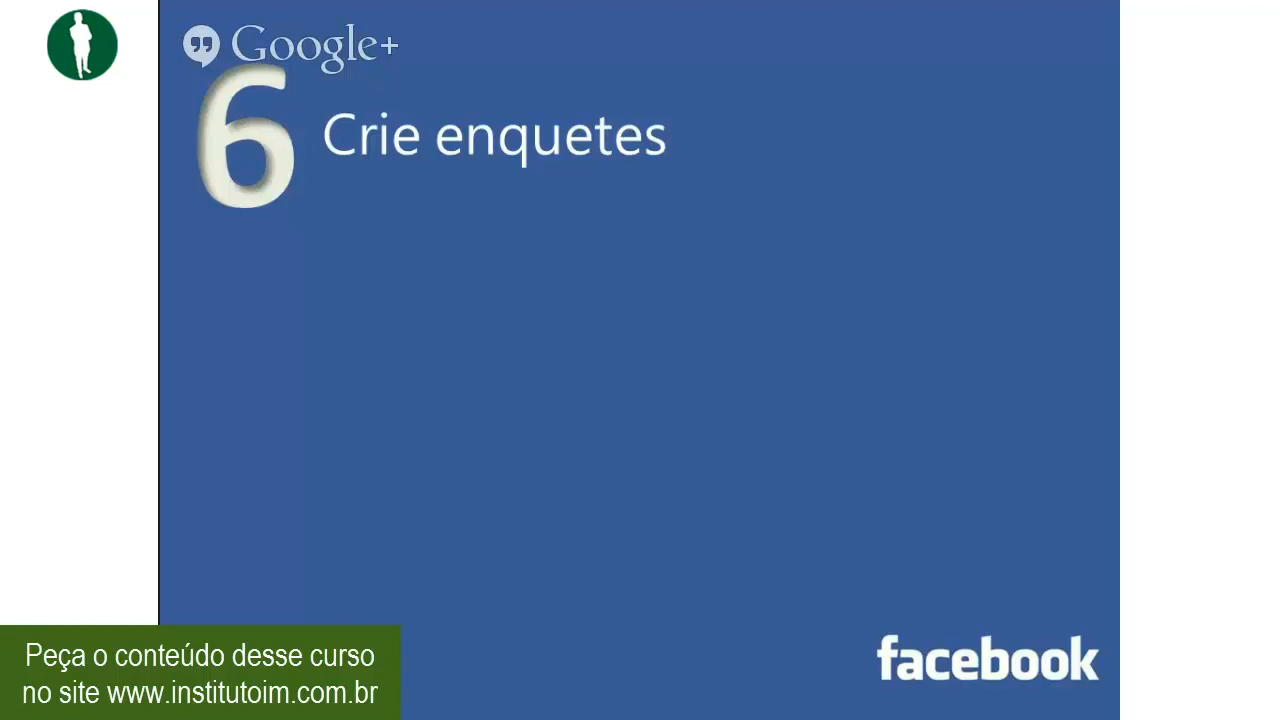 Google+
6
Crie enquetes
Peça o conteúdo desse curso
no site www.institutoim.com.br
facebook